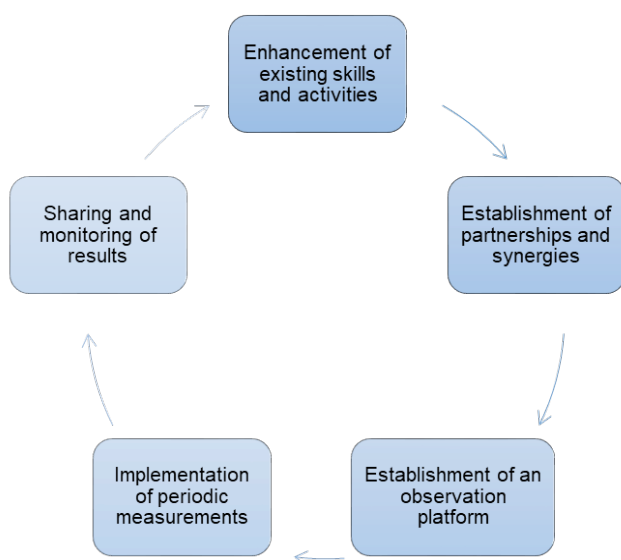 Enhancement of
existing skills
and activities
Establishment of
partnerships and
synergies
Establishment of an
observation
platform
Implementation
of periodic
measurements
Sharing and
monitoring of
results